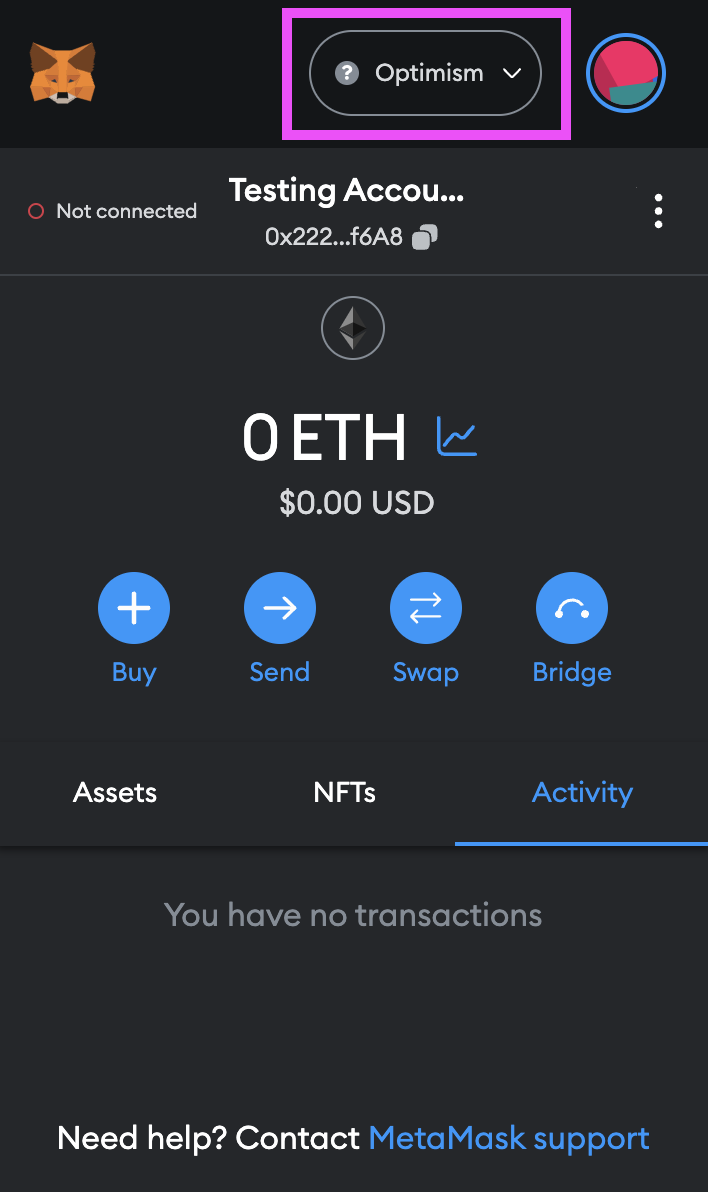 ? Optimism
Not connected
Testing Accou...
0x222...f6A8
0 ETH
$0.00 USD
Buy Send Swap Bridge
Assets NFTs Activity
You have no transactions
Need help? Contact MetaMask support